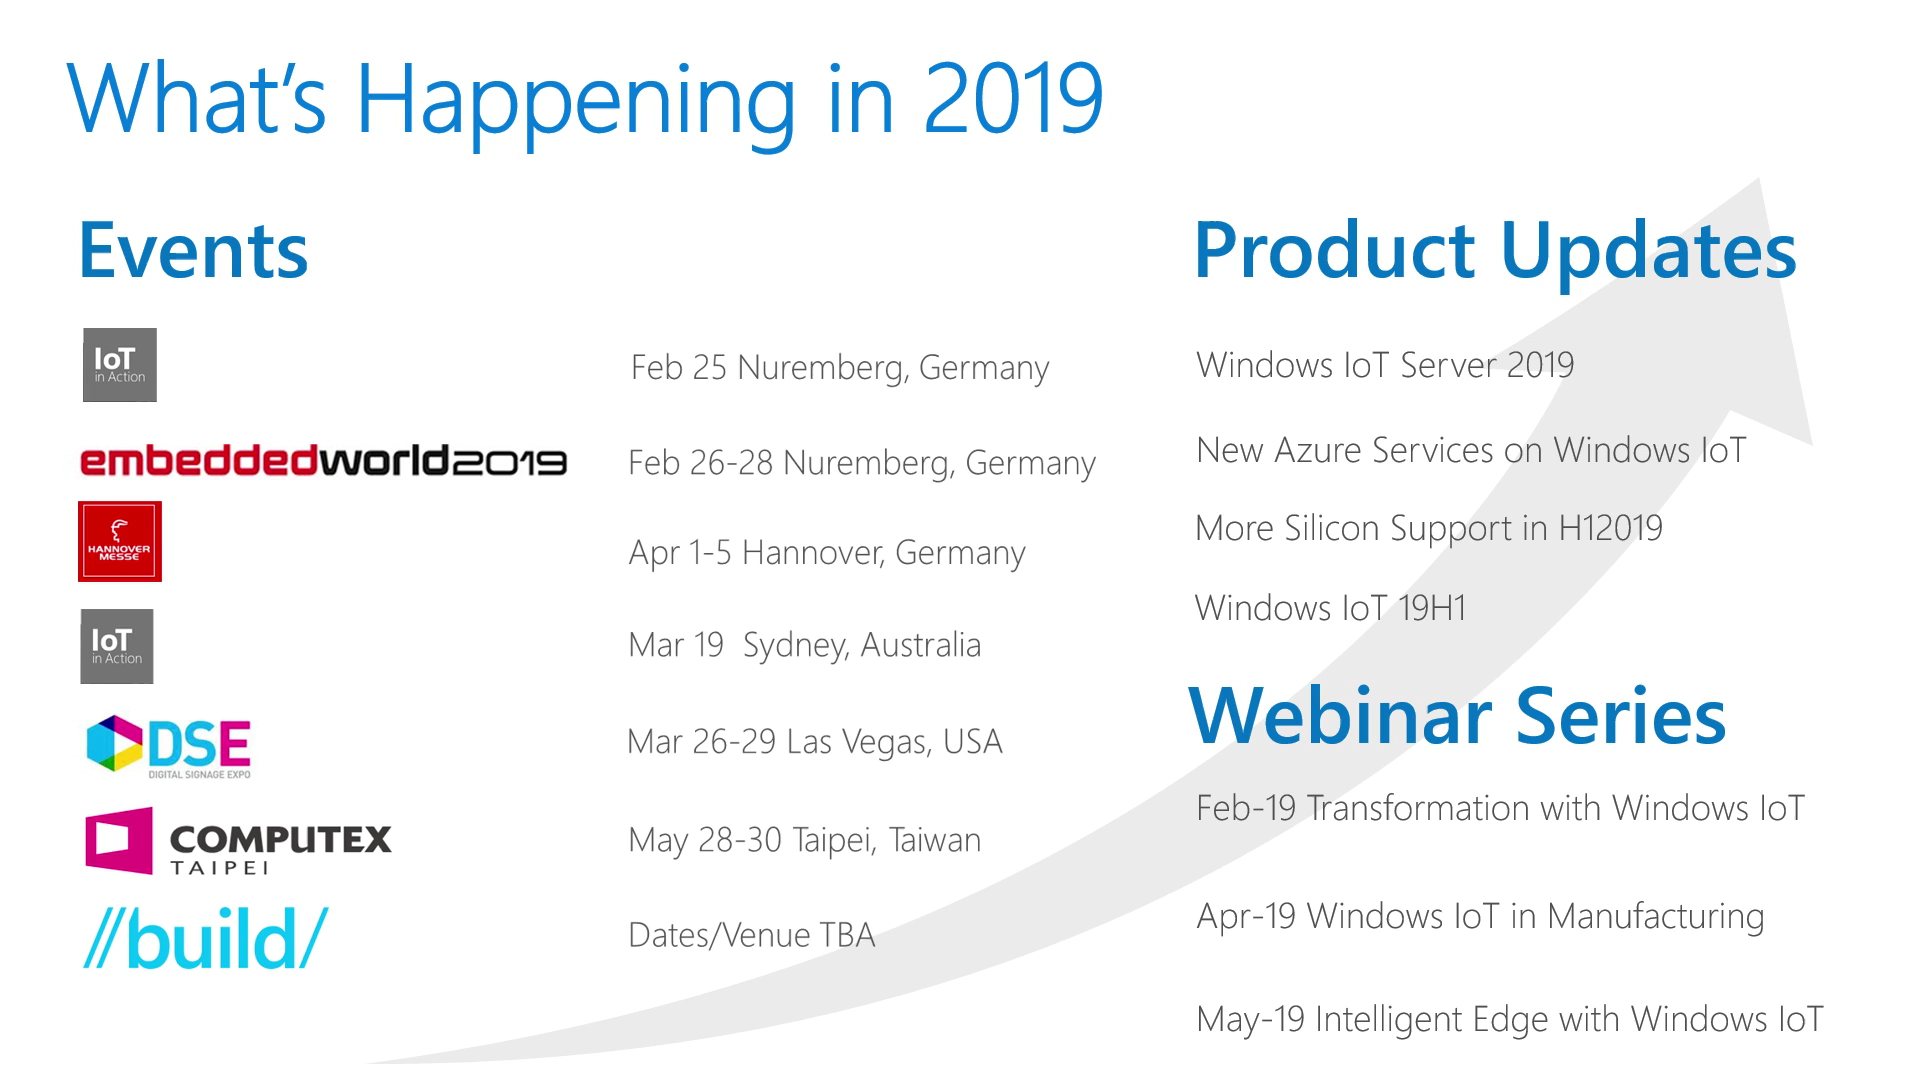 What's Happening in 2019
Events
IoT
in Action
Feb 25 Nuremberg, Germany
embeddedworld2019
Feb 26-28 Nuremberg, Germany
HANNOVER
MESSE
Apr 1-5 Hannover, Germany
IoT
in Action
Mar 19 Sydney, Australia
DSE
DIGITAL SIGNAGE EXPO
Mar 26-29 Las Vegas, USA
COMPUTEX
TAIPEI
May 28-30 Taipei, Taiwan
//build/
Dates/Venue TBA
Product Updates
Windows IoT Server 2019
New Azure Services on Windows IoT
More Silicon Support in H12019
Windows IoT 19H1
Webinar Series
Feb-19 Transformation with Windows IoT
Apr-19 Windows IoT in Manufacturing
May-19 Intelligent Edge with Windows IoT